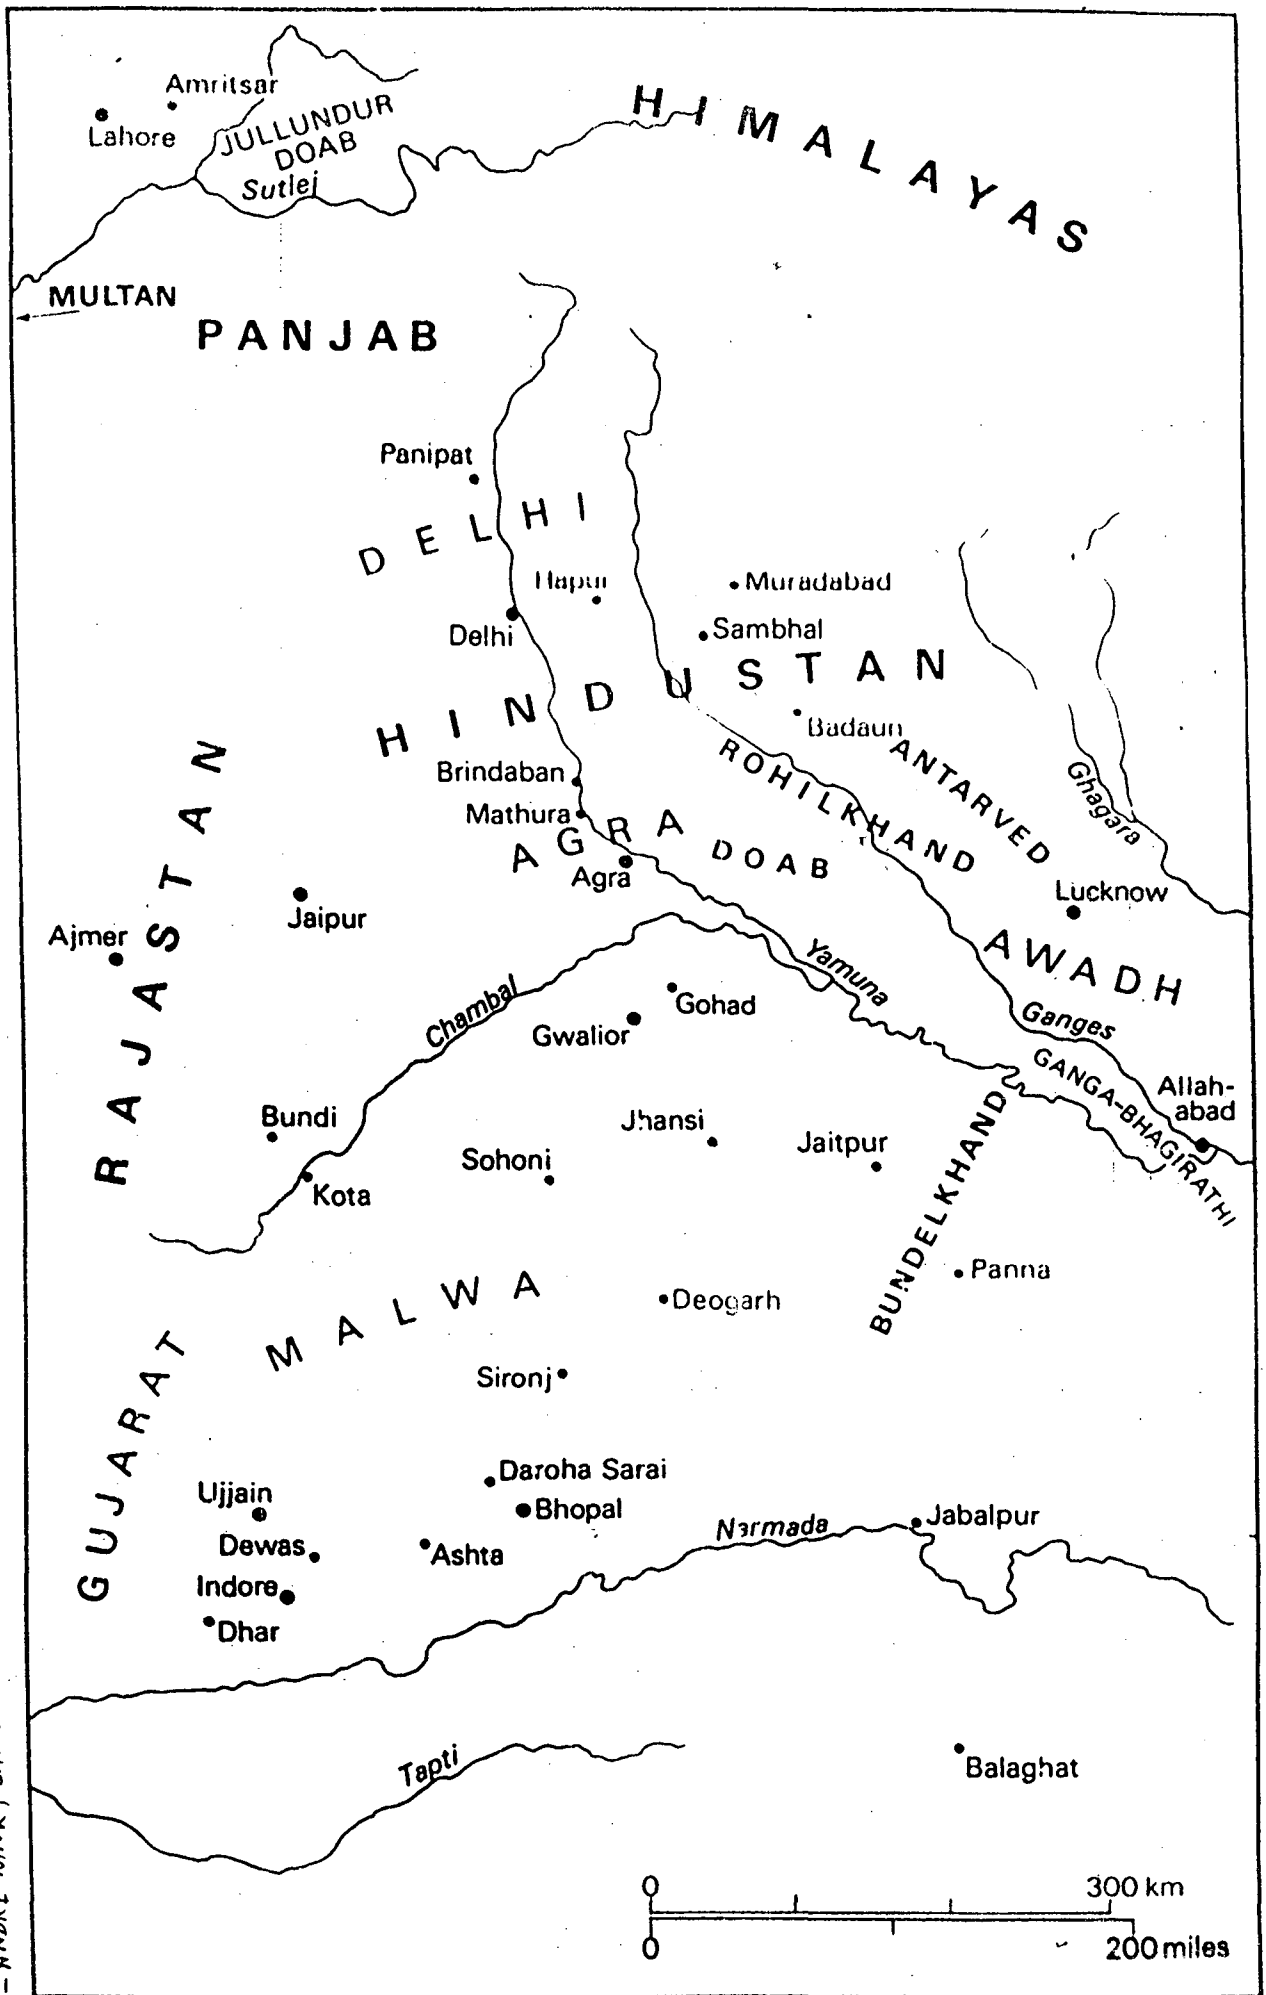 HIMALAYAS
Amritsar
Lahore
JULLUNDUR
DOAB
Sutlej
MULTAN
PANJAB
Panipat
DELHI
Hapur
Muradabad
Delhi
Sambhal
HINDUSTAN
Badaun
ROHILKHAND
ANTARVED
Ghagara
Brindaban
Mathura
AGRA
DOAB
Agra
Lucknow
RAJASTAN
Jaipur
Ajmer
AWADH
Yamuna
Chambal
Gohad
Gwalior
Ganges
GANGA-BHAGIRATHI
Allah-
abad
Bundi
Jhansi
Jaitpur
Sohoni
Kota
BUNDELKHAND
Panna
MALWA
Deogarh
GUJARAT
Sironj
Daroha Sarai
Ujjain
Bhopal
Narmada
Jabalpur
Dewas
Ashta
Indore
Dhar
Tapti
Balaghat
0 300 km
0 200 miles